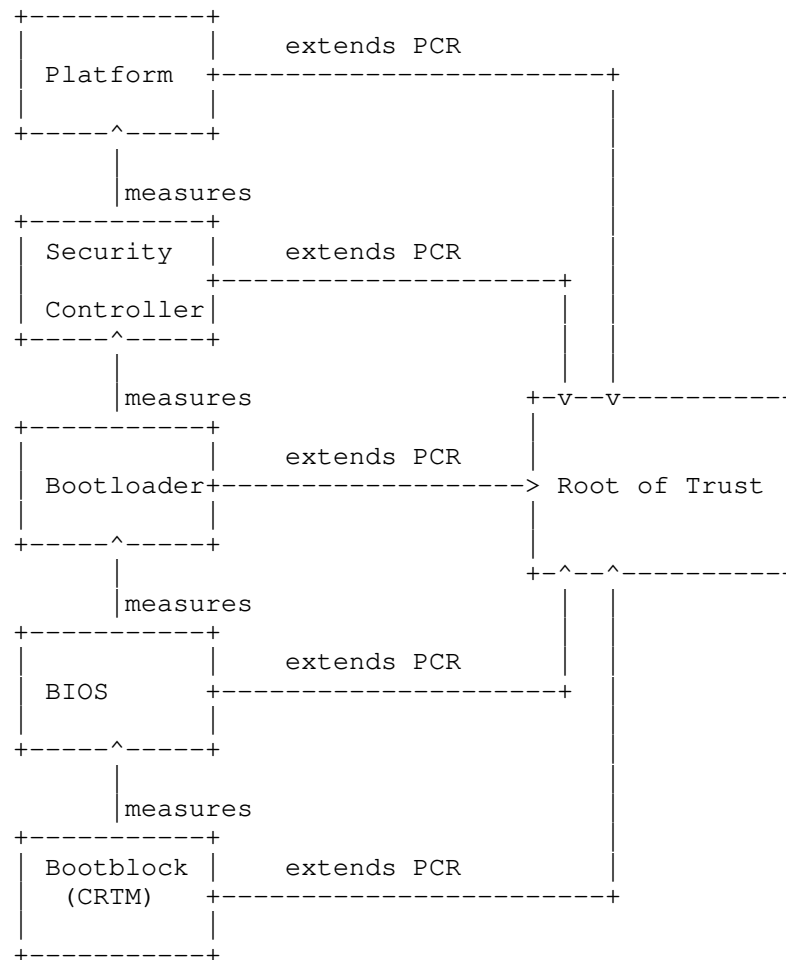 extends PCR
Platform
measures
Security extends PCR
Controller
measures
extends PCR
Bootloader Root of Trust
measures
extends PCR
BIOS
measures
Bootblock extends PCR
(CRTM)